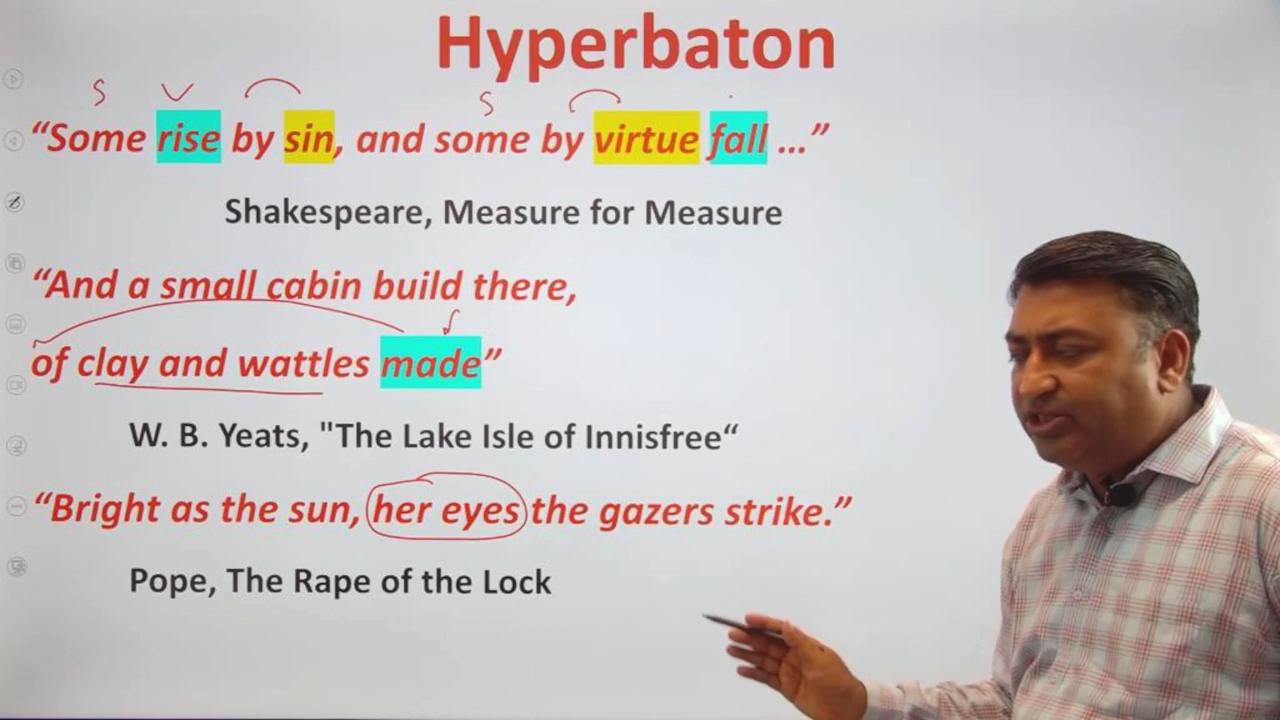 Hyperbaton
S V S
“Some rise by sin, and some by virtue fall ...”
Shakespeare, Measure for Measure
“And a small cabin build there,
of clay and wattles made”
W. B. Yeats, "The Lake Isle of Innisfree“
“Bright as the sun, her eyes the gazers strike.”
Pope, The Rape of the Lock